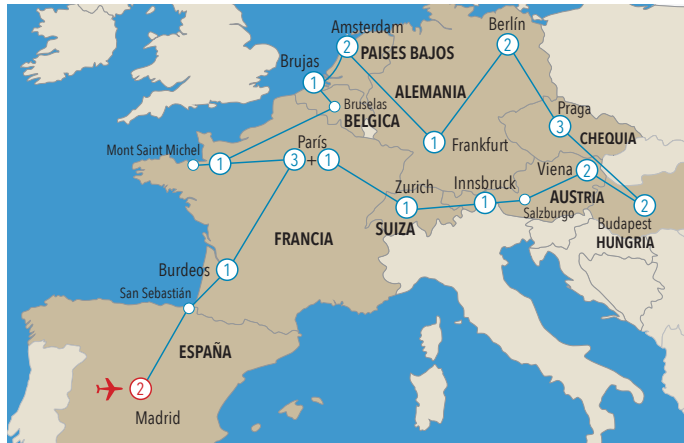 Amsterdam
2
PAISES BAJOS
Berlín
2
Brujas
1
ALEMANIA
Bruselas
BELGICA
Praga
3
CHEQUIA
1
Frankfurt
Mont Saint Michel
1
París
3+1
Viena
2
Zurich
1
Innsbruck
1
Salzburgo
AUSTRIA
2
Budapest
HUNGRIA
SUIZA
FRANCIA
Burdeos
1
San Sebastián
ESPAÑA
2
Madrid